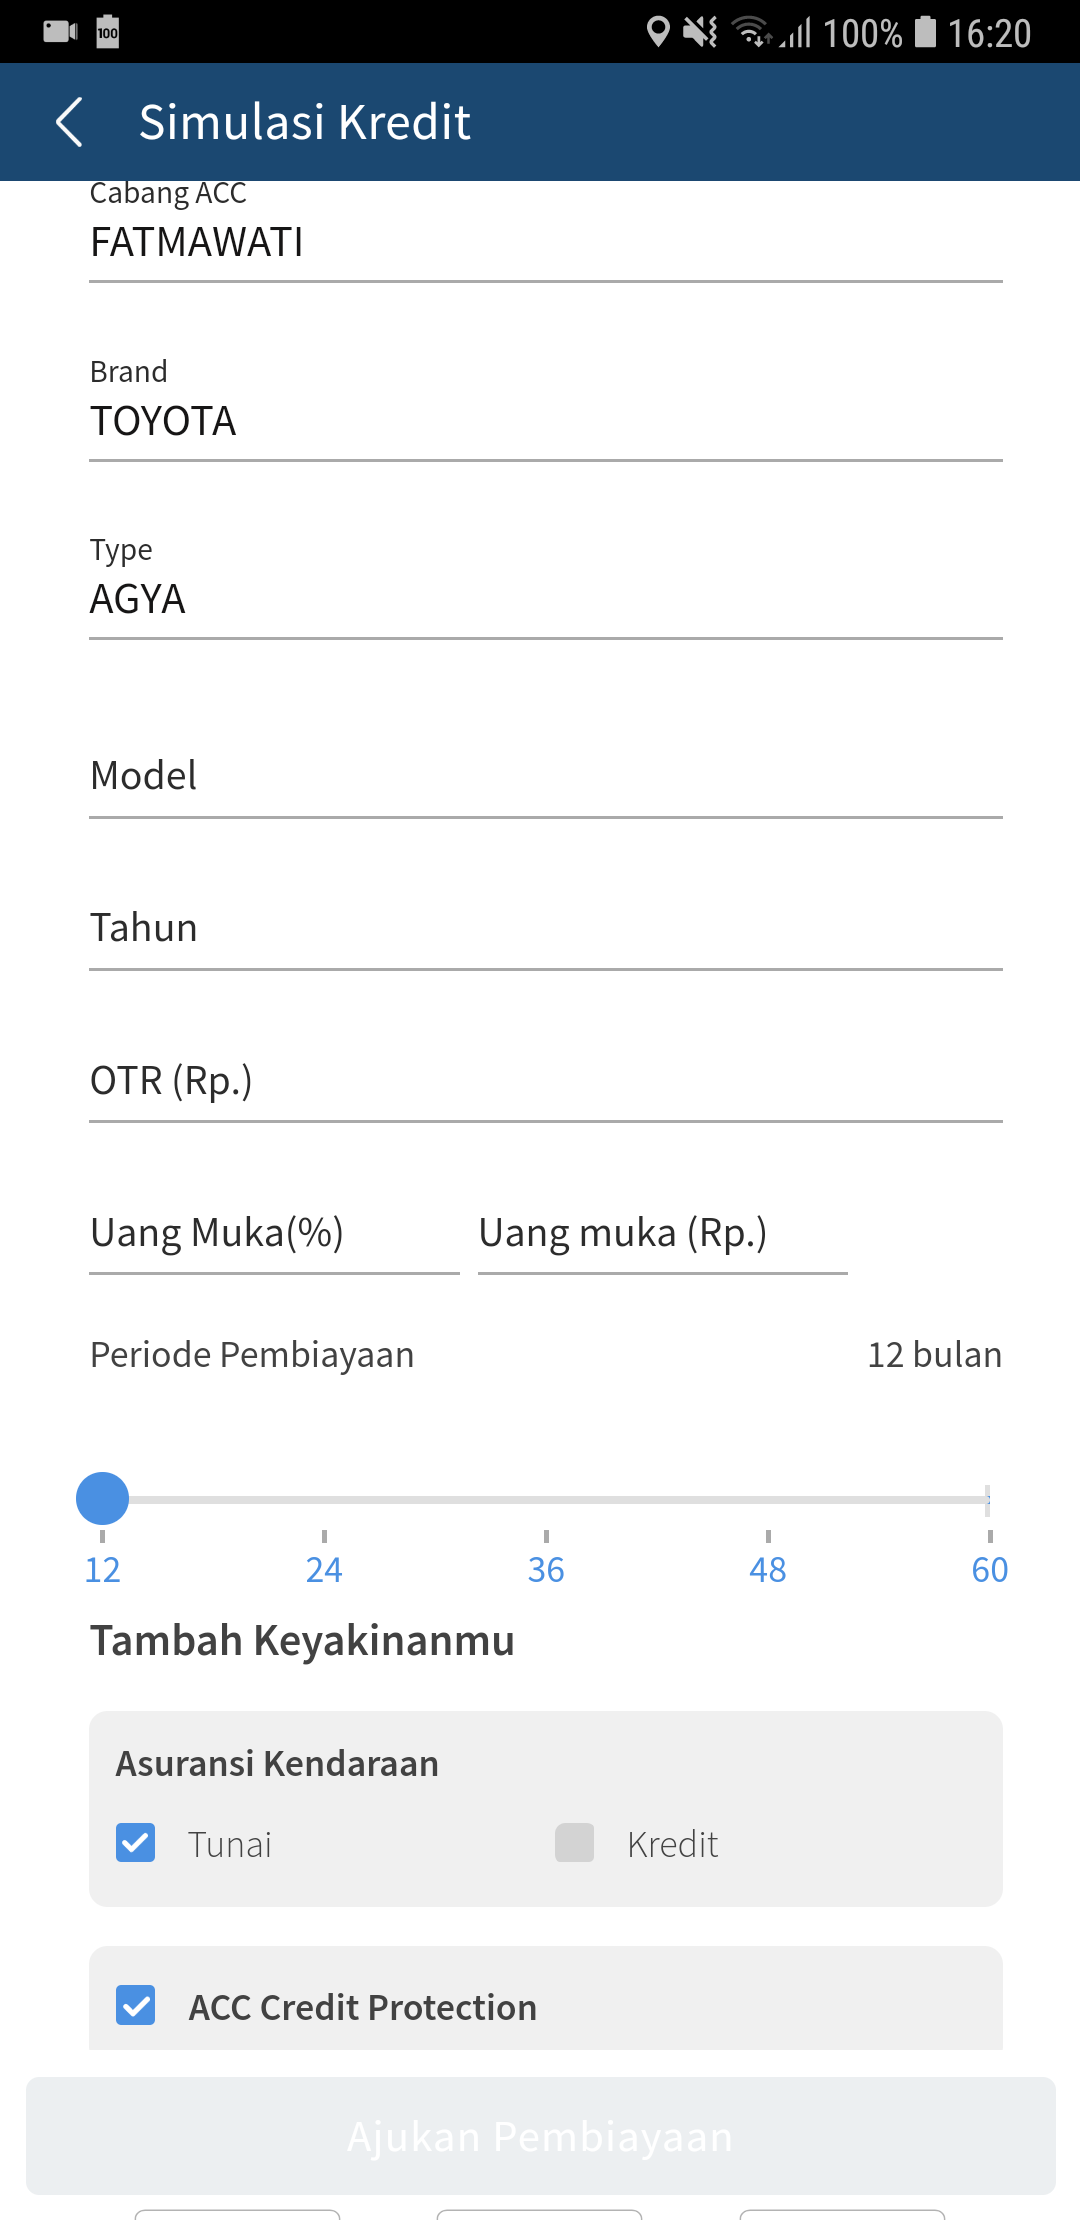 100 100% 16:20
Simulasi Kredit
Cabang ACC
FATMAWATI
Brand
TOYOTA
Type
AGYA
Model
Tahun
OTR (Rp.)
Uang Muka(%) Uang muka (Rp.)
Periode Pembiayaan 12 bulan
12 24 36 48 60
Tambah Keyakinanmu
Asuransi Kendaraan
Tunai Kredit
ACC Credit Protection
Ajukan Pembiayaan